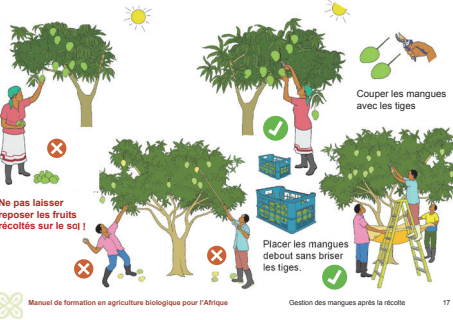 Couper les mangues
avec les tiges
Ne pas laisser
reposer les fruits
récoltés sur le sol !
Placer les mangues
debout sans briser
les tiges.
Manuel de formation en agriculture biologique pour l'Afrique
Gestion des mangues après la récolte
17